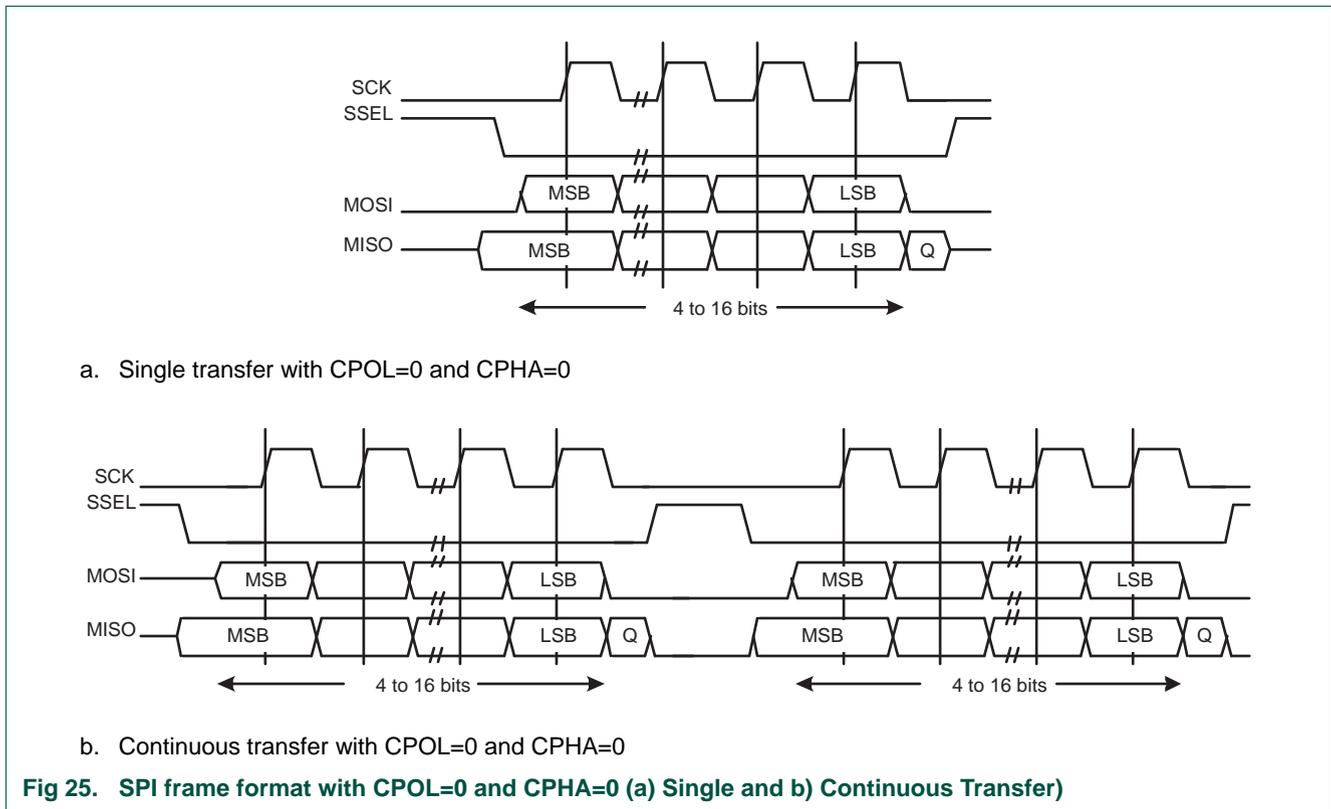 SCK
SSEL
MOSI MSB LSB
MISO MSB LSB Q
4 to 16 bits
a. Single transfer with CPOL=0 and CPHA=0
SCK
SSEL
MOSI MSB LSB MSB LSB
MISO MSB LSB Q MSB LSB Q
4 to 16 bits 4 to 16 bits
b. Continuous transfer with CPOL=0 and CPHA=0
Fig 25. SPI frame format with CPOL=0 and CPHA=0 (a) Single and b) Continuous Transfer)